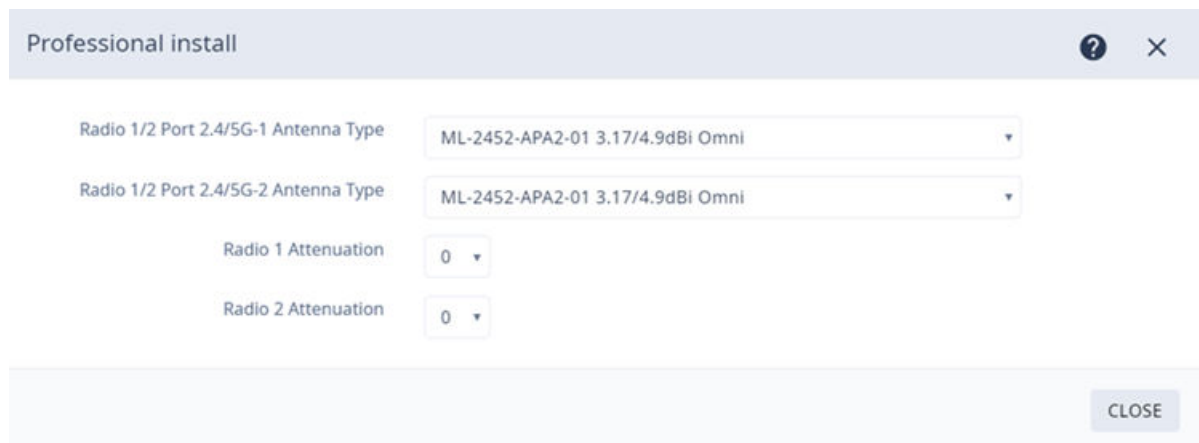 Professional install
Radio 1/2 Port 2.4/5G-1 Antenna Type ML-2452-APA2-01 3.17/4.9dBi Omni
Radio 1/2 Port 2.4/5G-2 Antenna Type ML-2452-APA2-01 3.17/4.9dBi Omni
Radio 1 Attenuation 0
Radio 2 Attenuation 0
CLOSE